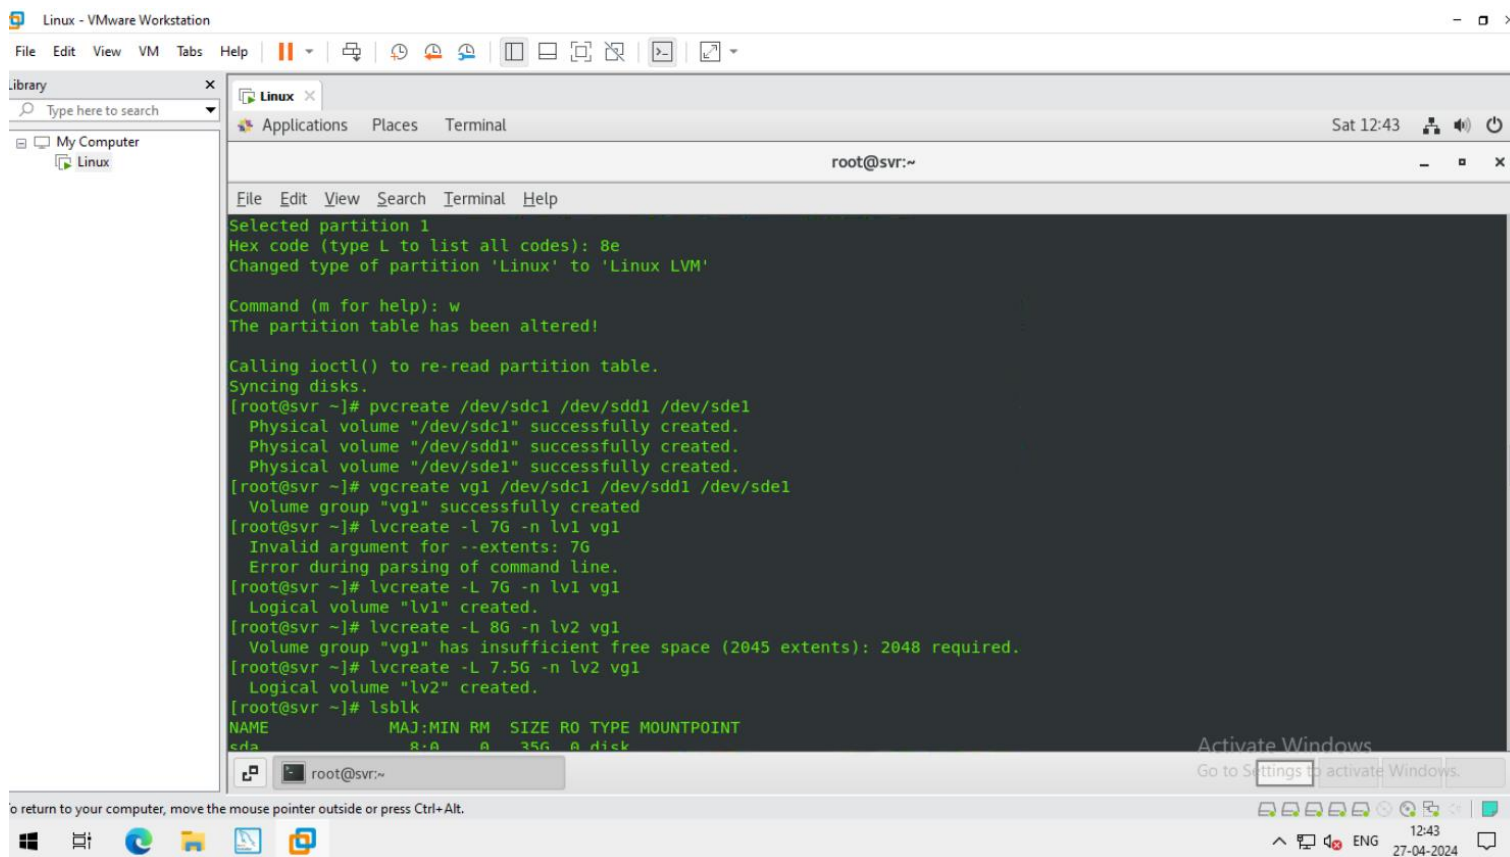 Linux - VMware Workstation
File Edit View VM Tabs Help
Library
Type here to search
My Computer
Linux
Linux
Applications Places Terminal
Sat 12:43
root@svr:~
File Edit View Search Terminal Help
Selected partition 1
Hex code (type L to list all codes): 8e
Changed type of partition 'Linux' to 'Linux LVM'
Command (m for help): w
The partition table has been altered!
Calling ioctl() to re-read partition table.
Syncing disks.
[root@svr ~]# pvcreate /dev/sdc1 /dev/sdd1 /dev/sde1
Physical volume "/dev/sdc1" successfully created.
Physical volume "/dev/sdd1" successfully created.
Physical volume "/dev/sde1" successfully created.
[root@svr ~]# vgcreate vg1 /dev/sdc1 /dev/sdd1 /dev/sde1
Volume group "vg1" successfully created
[root@svr ~]# lvcreate -l 7G -n lv1 vg1
Invalid argument for --extents: 7G
Error during parsing of command line.
[root@svr ~]# lvcreate -L 7G -n lv1 vg1
Logical volume "lv1" created.
[root@svr ~]# lvcreate -L 8G -n lv2 vg1
Volume group "vg1" has insufficient free space (2045 extents): 2048 required.
[root@svr ~]# lvcreate -L 7.5G -n lv2 vg1
Logical volume "lv2" created.
[root@svr ~]# lsblk
NAME MAJ:MIN RM SIZE RO TYPE MOUNTPOINT
sda 8:0 0 35G 0 disk
Activate Windows
Go to Settings to activate Windows.
root@svr:~
To return to your computer, move the mouse pointer outside or press Ctrl+Alt.
ENG
12:43
27-04-2024